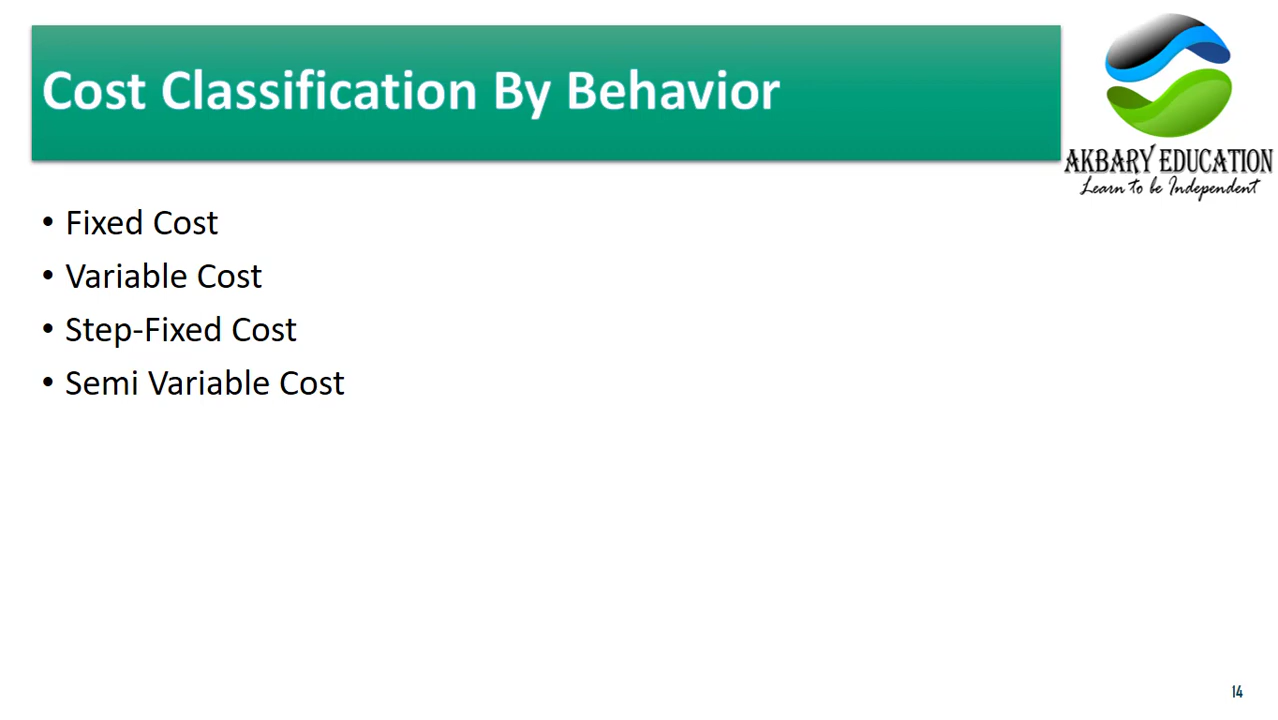 Cost Classification By Behavior
AKBARY EDUCATION
Learn to be Independent
• Fixed Cost
• Variable Cost
• Step-Fixed Cost
• Semi Variable Cost
14